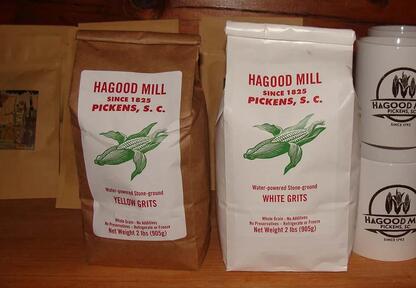 HAGOOD MILL
SINCE 1825
PICKENS, S. C.
Water-powered Stone-ground
YELLOW GRITS
Whole Grain - No Additives
No Preservatives - Refrigerate or Freeze
Net Weight 2 lbs (905g)
HAGOOD MILL
SINCE 1825
PICKENS, S. C.
Water-powered Stone-ground
WHITE GRITS
Whole Grain - No Additives
No Preservatives - Refrigerate or Freeze
Net Weight 2 lbs (905g)
HAGOOD MILL
PICKENS, SC
HAGOOD MILL
PICKENS, SC